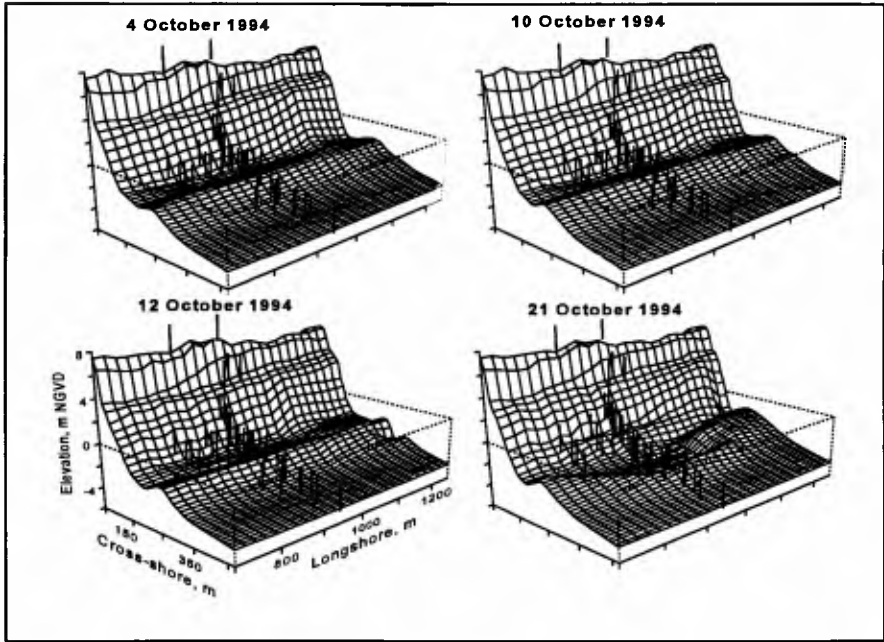 4 October 1994
10 October 1994
12 October 1994
21 October 1994
8
4
0
-4
Elevation, m NGVD
150
350
Cross-shore, m
800
1000
1200
Longshore, m